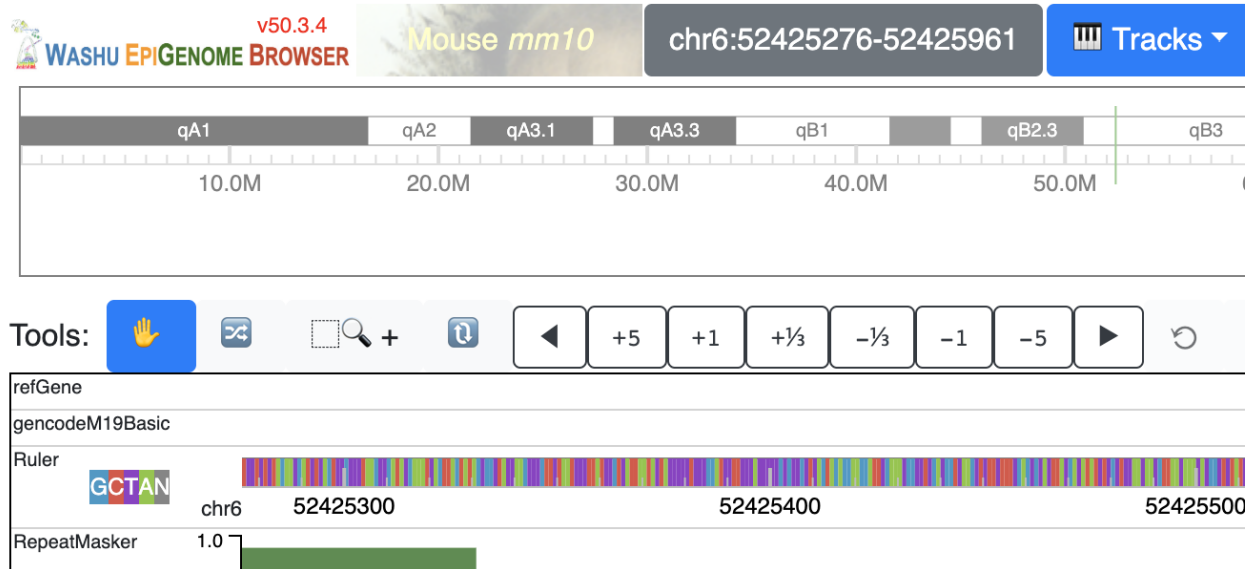 v50.3.4
WASHU EPIGENOME BROWSER
Mouse mm10
chr6:52425276-52425961
Tracks
qA1 qA2 qA3.1 qA3.3 qB1 qB2.3 qB3
10.0M 20.0M 30.0M 40.0M 50.0M
Tools: + +5 +1 +⅓ −⅓ −1 −5
refGene
gencodeM19Basic
Ruler
GCTAN
chr6 52425300 52425400 52425500
RepeatMasker 1.0